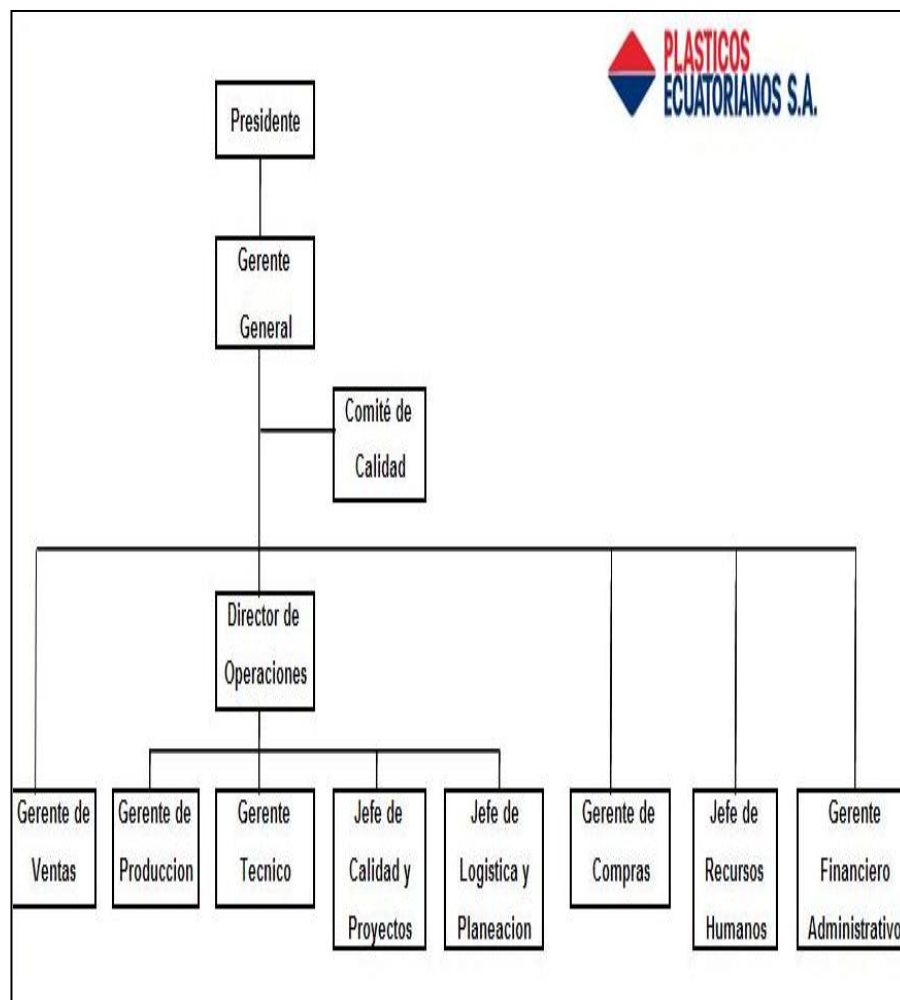 PLASTICOS
ECUATORIANOS S.A.
Presidente
Gerente
General
Comité de
Calidad
Director de
Operaciones
Gerente de
Ventas
Gerente de
Produccion
Gerente
Tecnico
Jefe de
Calidad y
Proyectos
Jefe de
Logistica y
Planeacion
Gerente de
Compras
Jefe de
Recursos
Humanos
Gerente
Financiero
Administrativo